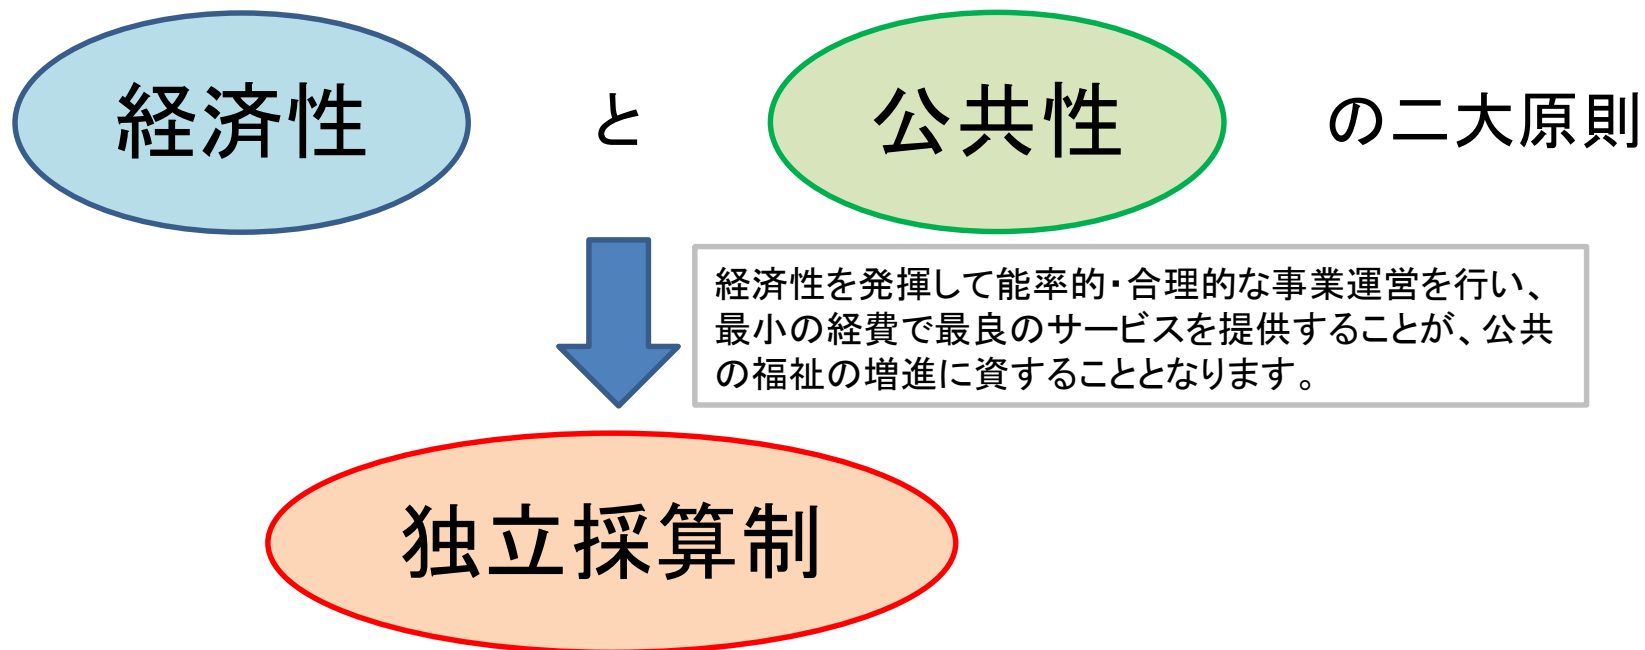 経済性 と 公共性 の二大原則
経済性を発揮して能率的・合理的な事業運営を行い、
最小の経費で最良のサービスを提供することが、公共
の福祉の増進に資することとなります。
独立採算制